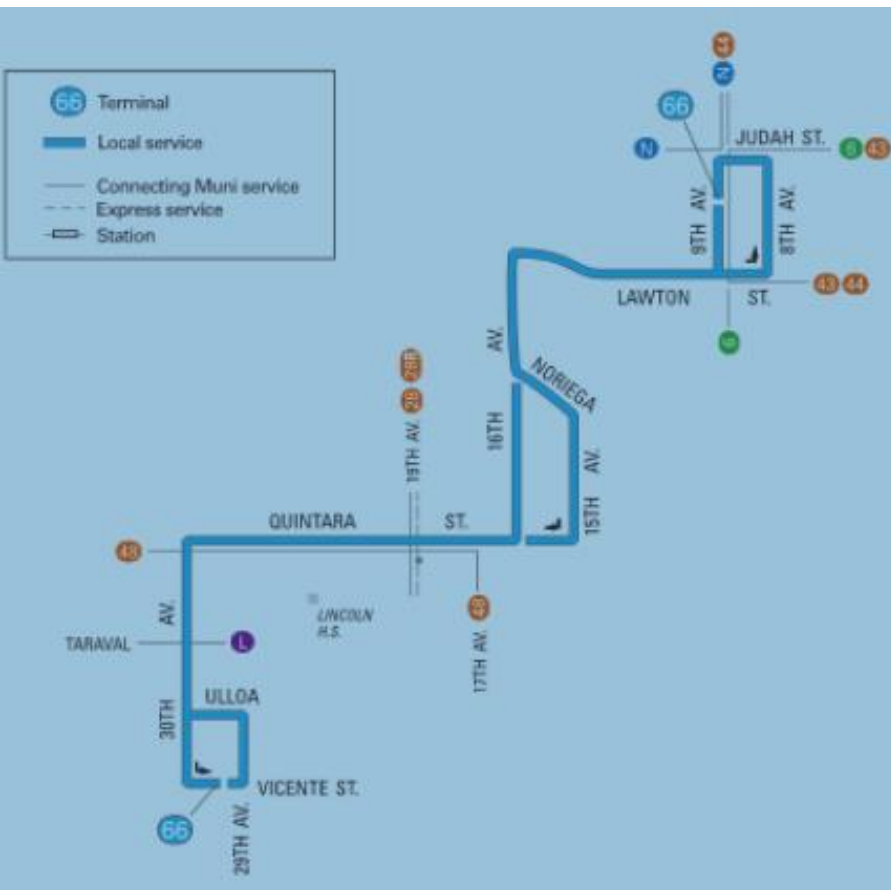 66 Terminal
Local service
Connecting Muni service
Express service
Station
44
N
66
N
JUDAH ST.
6
43
9TH AV.
8TH AV.
LAWTON ST.
43
44
6
16TH AV.
NORIEGA
15TH AV.
28R
28
19TH AV.
QUINTARA ST.
48
LINCOLN
H.S.
48
17TH AV.
TARAVAL
L
30TH AV.
ULLOA
VICENTE ST.
66
29TH AV.